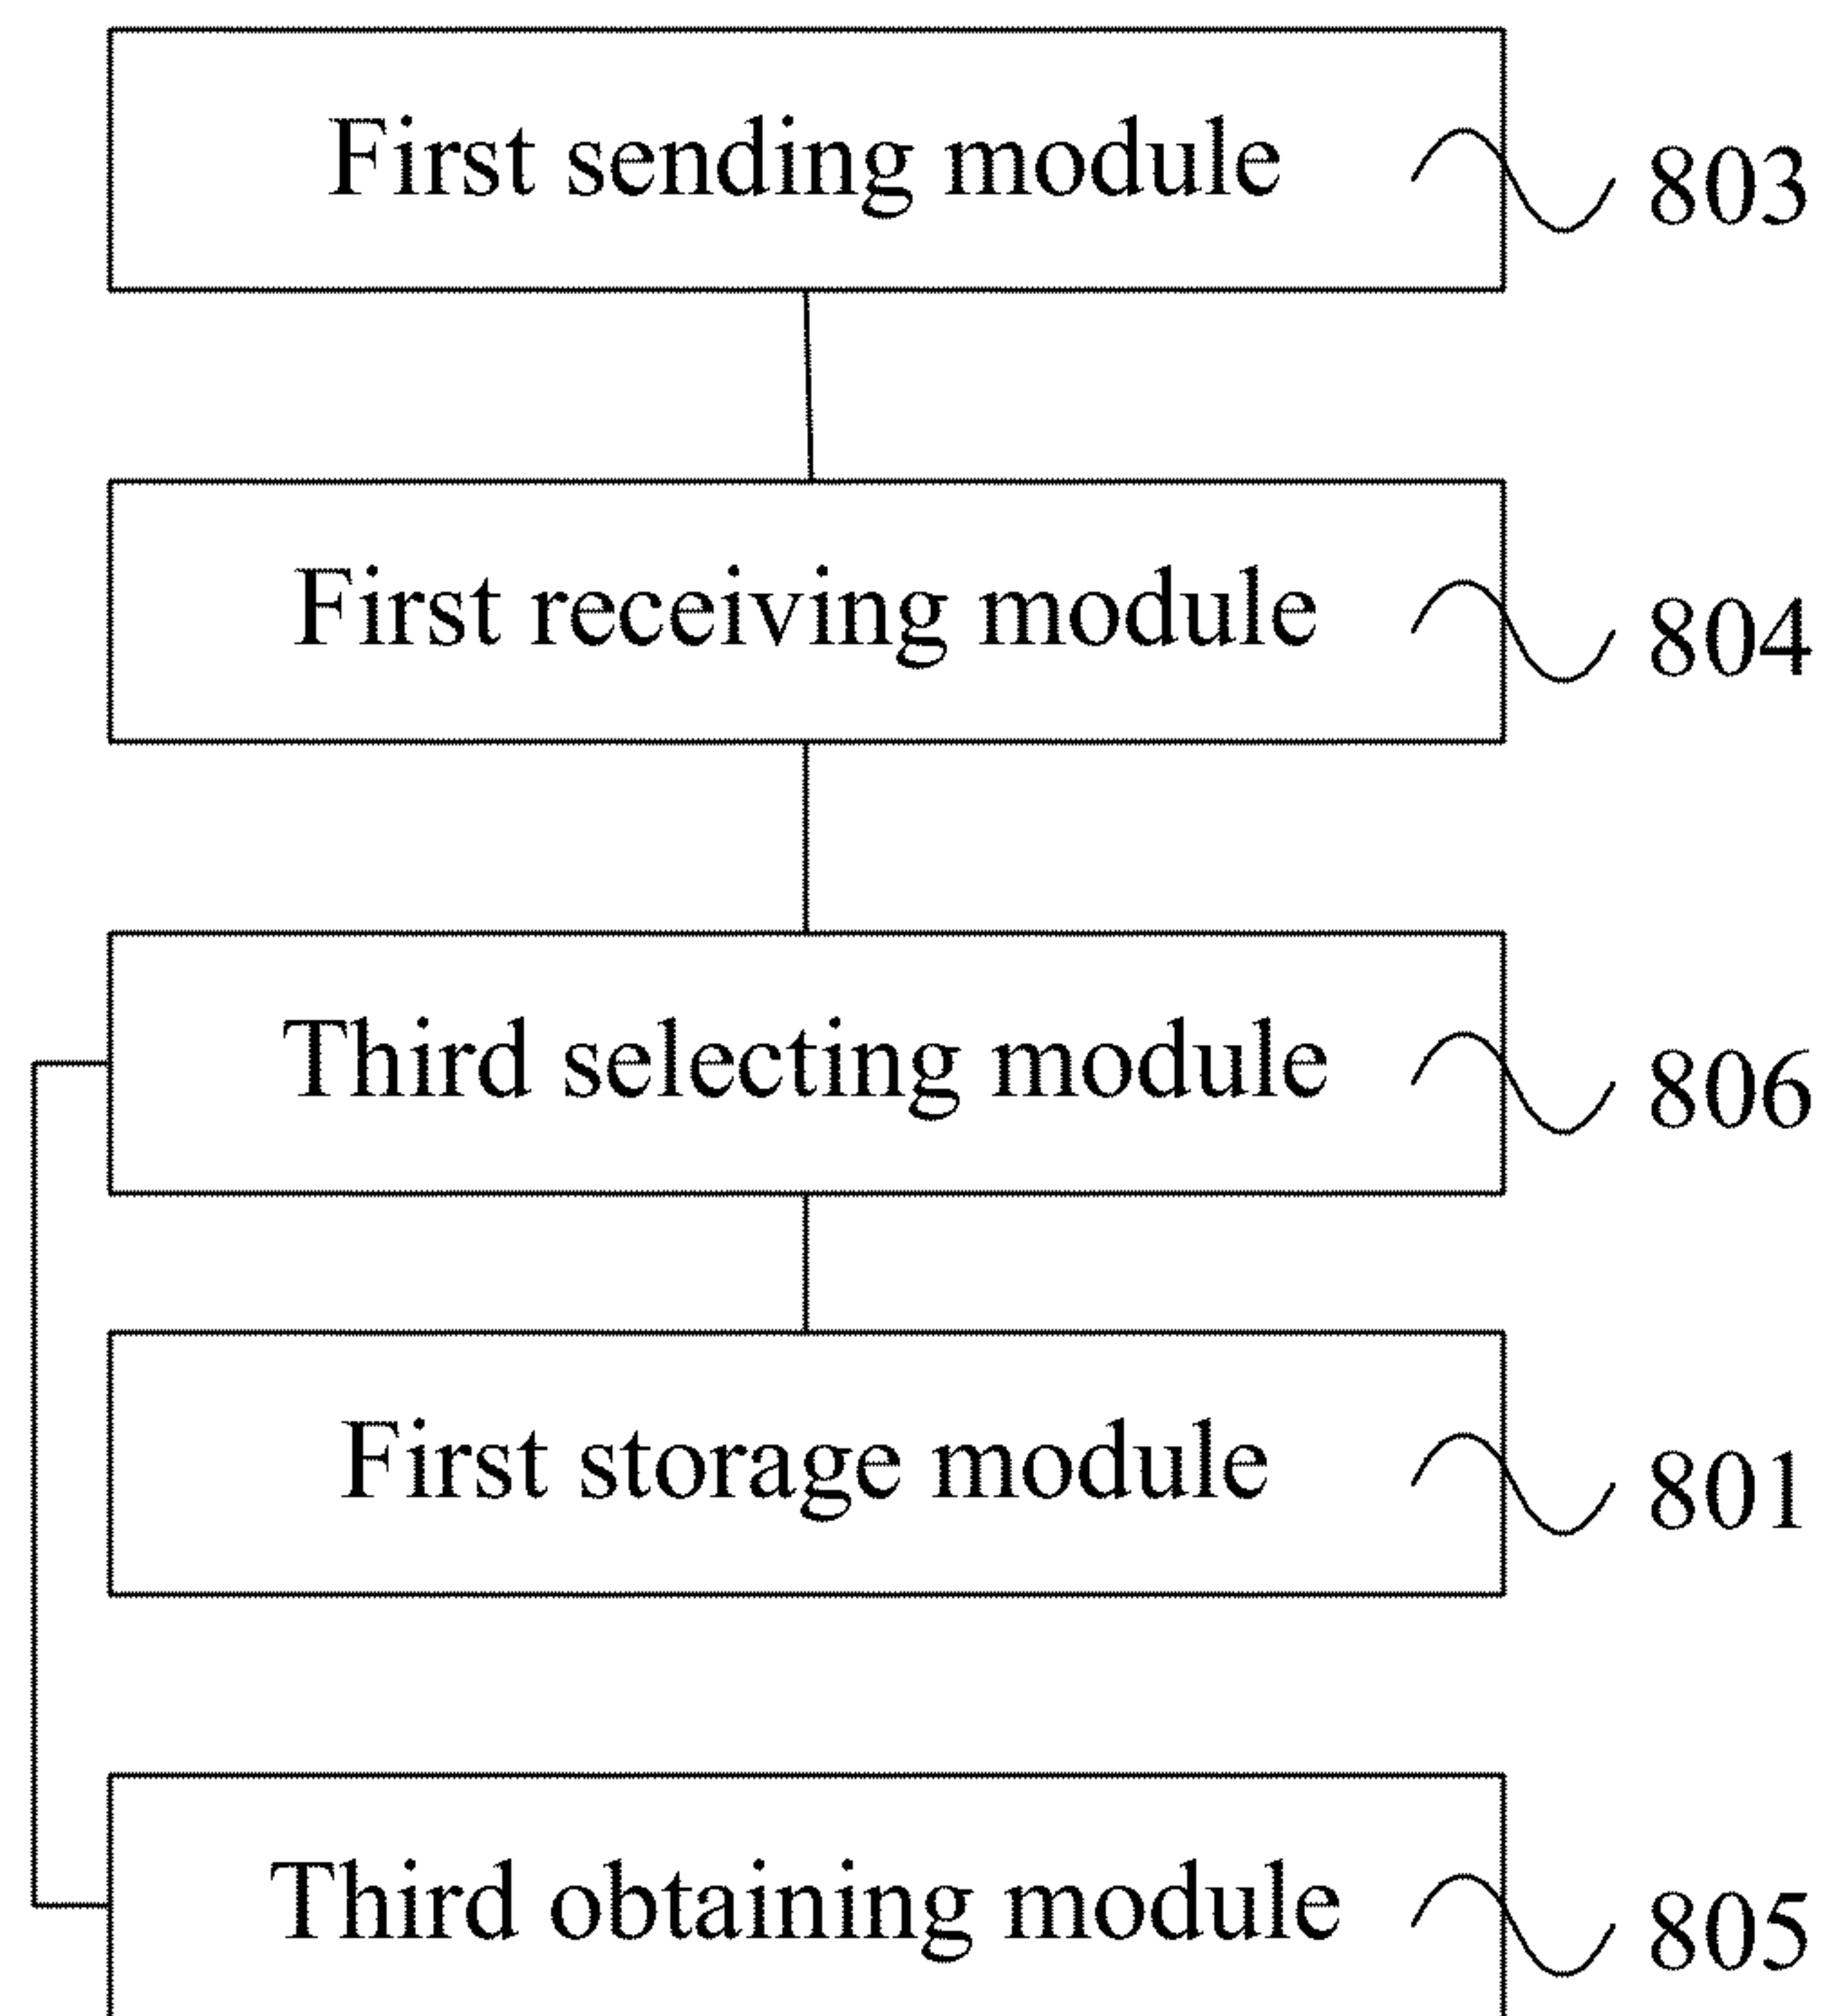 First sending module 803
First receiving module 804
Third selecting module 806
First storage module 801
Third obtaining module 805